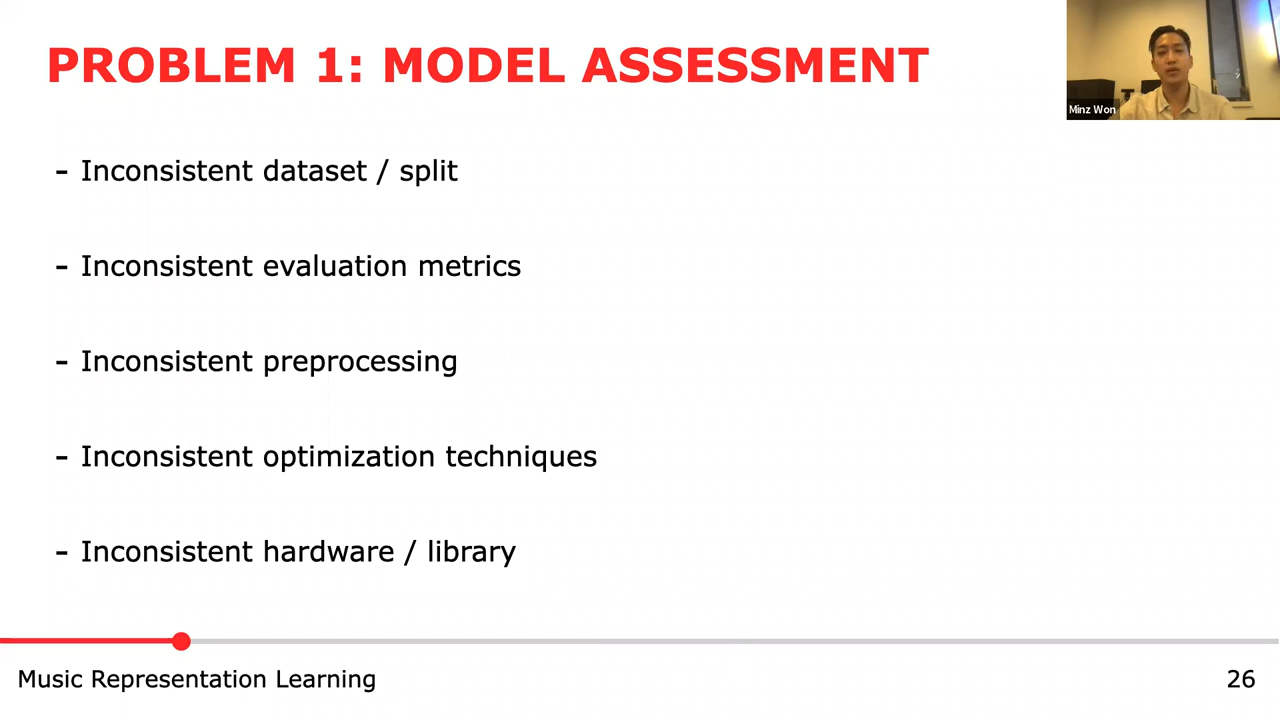 PROBLEM 1: MODEL ASSESSMENT
Minz Won
- Inconsistent dataset / split
- Inconsistent evaluation metrics
- Inconsistent preprocessing
- Inconsistent optimization techniques
- Inconsistent hardware / library
Music Representation Learning
26